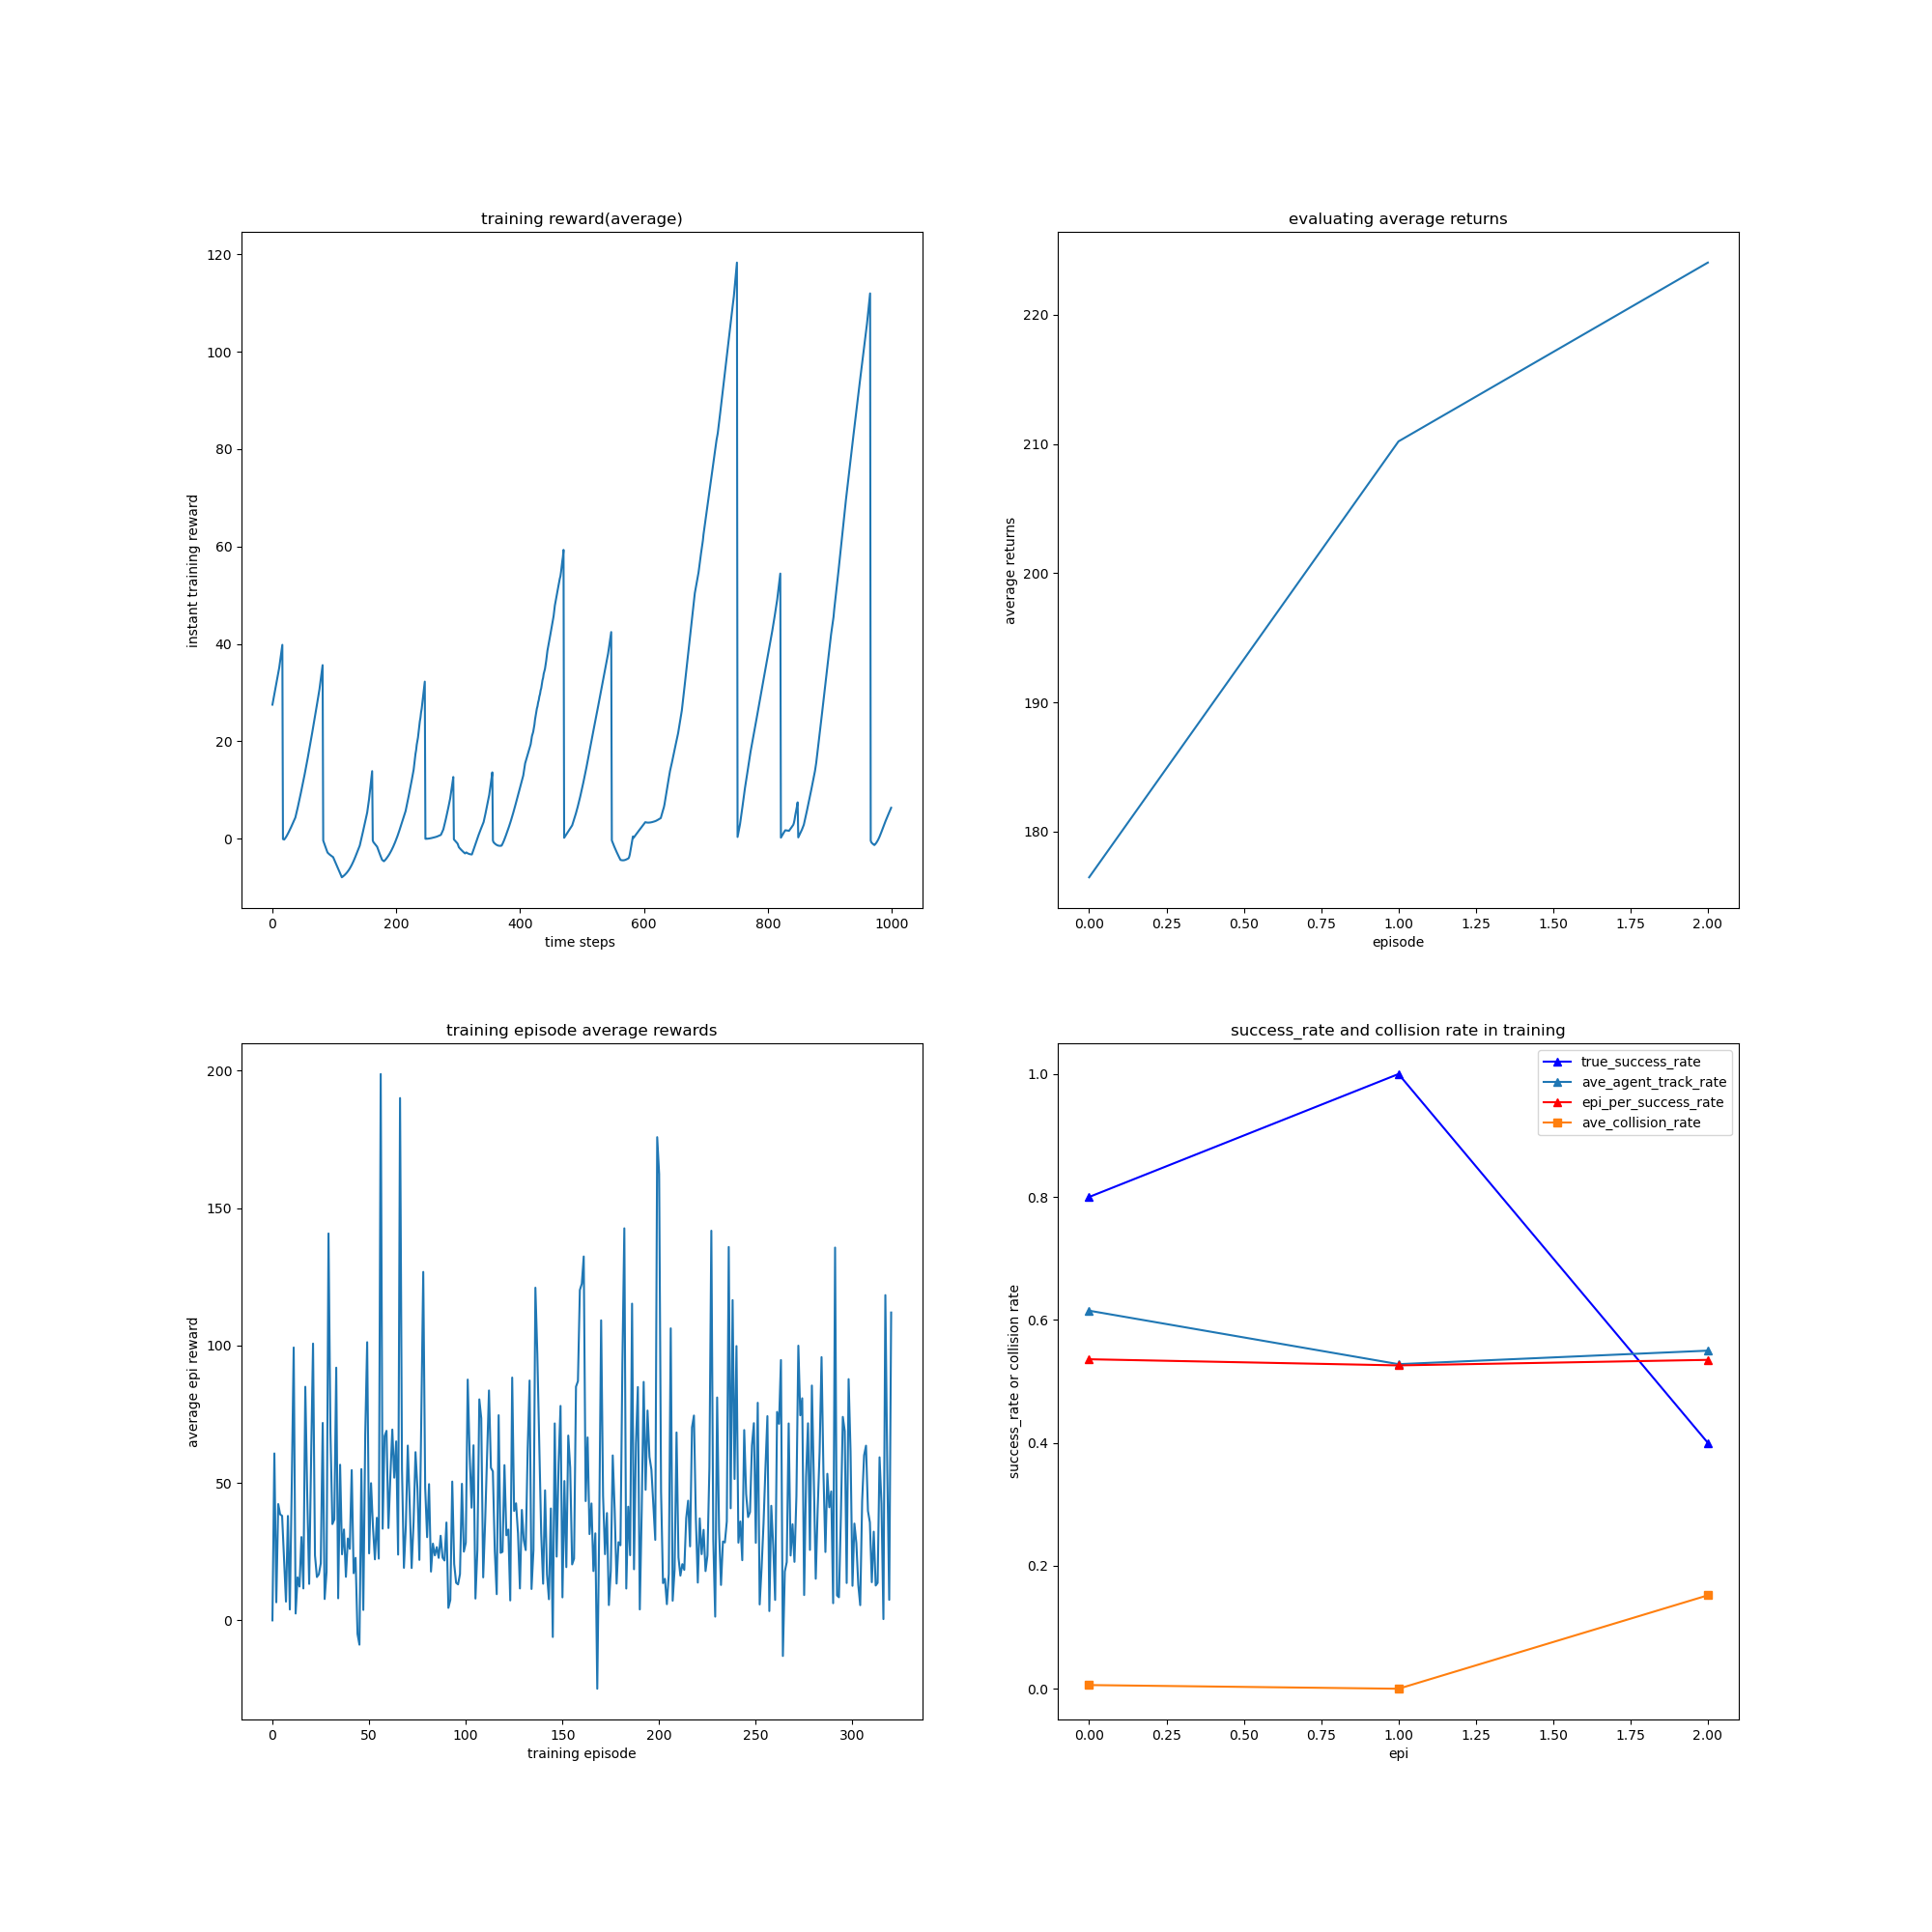 training reward(average)
120
100
80
60
40
20
0
instant training reward
0 200 400 600 800 1000
time steps
evaluating average returns
220
210
200
190
180
average returns
0.00 0.25 0.50 0.75 1.00 1.25 1.50 1.75 2.00
episode
training episode average rewards
200
150
100
50
0
average epi reward
0 50 100 150 200 250 300
training episode
success_rate and collision rate in training
true_success_rate
ave_agent_track_rate
epi_per_success_rate
ave_collision_rate
1.0
0.8
0.6
0.4
0.2
0.0
success_rate or collision rate
0.00 0.25 0.50 0.75 1.00 1.25 1.50 1.75 2.00
epi